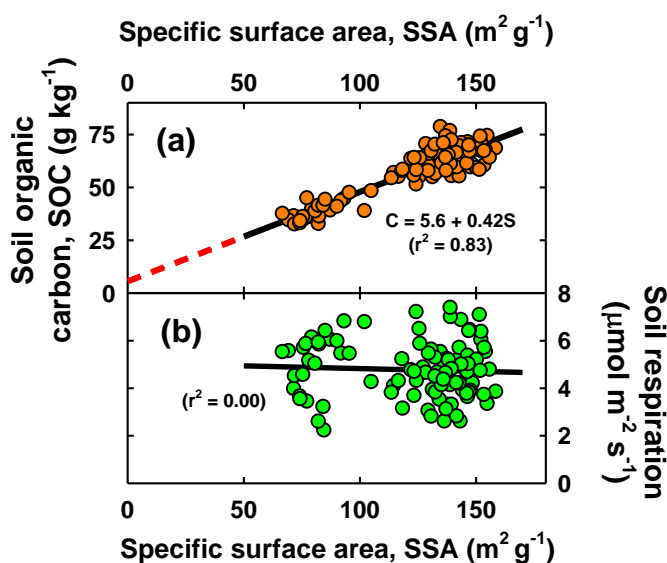 Specific surface area, SSA (m² g⁻¹)
0 50 100 150
Soil organic
carbon, SOC (g kg⁻¹)
75
50
25
0
(a)
C = 5.6 + 0.42S
(r² = 0.83)
(b)
(r² = 0.00)
8
6
4
2
0
Soil respiration
(μmol m⁻² s⁻¹)
0 50 100 150
Specific surface area, SSA (m² g⁻¹)